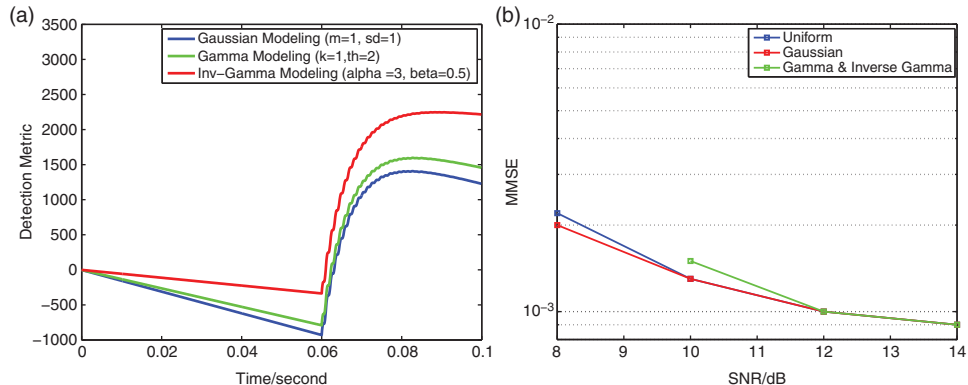 (a)
Gaussian Modeling (m=1, sd=1)
Gamma Modeling (k=1,th=2)
Inv-Gamma Modeling (alpha =3, beta=0.5)
Detection Metric
3500
3000
2500
2000
1500
1000
500
0
−500
−1000
0
0.02
0.04
0.06
0.08
0.1
Time/second
(b)
Uniform
Gaussian
Gamma & Inverse Gamma
MMSE
10−2
10−3
8
9
10
11
12
13
14
SNR/dB